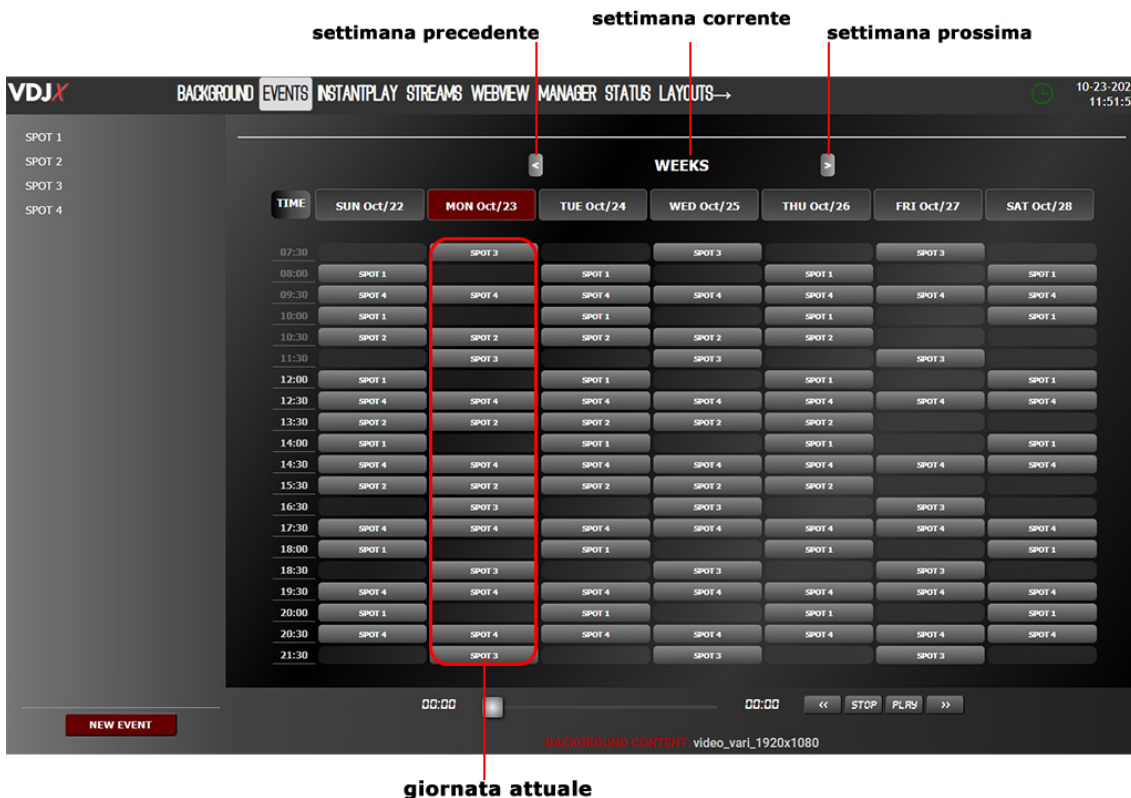 settimana corrente
settimana precedente
settimana prossima
VDJX
BACKGROUND EVENTS INSTANTPLAY STREAMS WEBVIEW MANAGER STATUS LAYOUTS→
10-23-202
11:51:5
SPOT 1
SPOT 2
SPOT 3
SPOT 4
< WEEKS >
TIME SUN Oct/22 MON Oct/23 TUE Oct/24 WED Oct/25 THU Oct/26 FRI Oct/27 SAT Oct/28
07:30 SPOT 3 SPOT 3 SPOT 3
08:00 SPOT 1 SPOT 1 SPOT 1 SPOT 1
09:30 SPOT 4 SPOT 4 SPOT 4 SPOT 4 SPOT 4 SPOT 4 SPOT 4
10:00 SPOT 1 SPOT 1 SPOT 1 SPOT 1
10:30 SPOT 2 SPOT 2 SPOT 2 SPOT 2 SPOT 2
11:30 SPOT 3 SPOT 3 SPOT 3
12:00 SPOT 1 SPOT 1 SPOT 1 SPOT 1
12:30 SPOT 4 SPOT 4 SPOT 4 SPOT 4 SPOT 4 SPOT 4 SPOT 4
13:30 SPOT 2 SPOT 2 SPOT 2 SPOT 2 SPOT 2
14:00 SPOT 1 SPOT 1 SPOT 1 SPOT 1
14:30 SPOT 4 SPOT 4 SPOT 4 SPOT 4 SPOT 4 SPOT 4 SPOT 4
15:30 SPOT 2 SPOT 2 SPOT 2 SPOT 2 SPOT 2
16:30 SPOT 3 SPOT 3 SPOT 3
17:30 SPOT 4 SPOT 4 SPOT 4 SPOT 4 SPOT 4 SPOT 4 SPOT 4
18:00 SPOT 1 SPOT 1 SPOT 1 SPOT 1
18:30 SPOT 3 SPOT 3 SPOT 3
19:30 SPOT 4 SPOT 4 SPOT 4 SPOT 4 SPOT 4 SPOT 4 SPOT 4
20:00 SPOT 1 SPOT 1 SPOT 1 SPOT 1
20:30 SPOT 4 SPOT 4 SPOT 4 SPOT 4 SPOT 4 SPOT 4 SPOT 4
21:30 SPOT 3 SPOT 3 SPOT 3
00:00 00:00 << STOP PLAY >>
NEW EVENT
BACKGROUND CONTENT: video_vari_1920x1080
giornata attuale